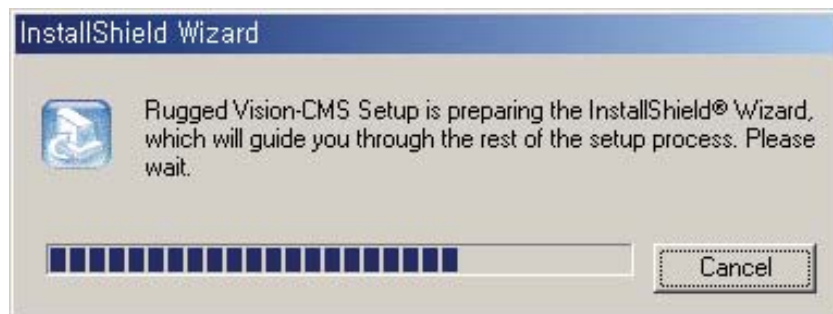 InstallShield Wizard
Rugged Vision-CMS Setup is preparing the InstallShield® Wizard,
which will guide you through the rest of the setup process. Please
wait.
Cancel